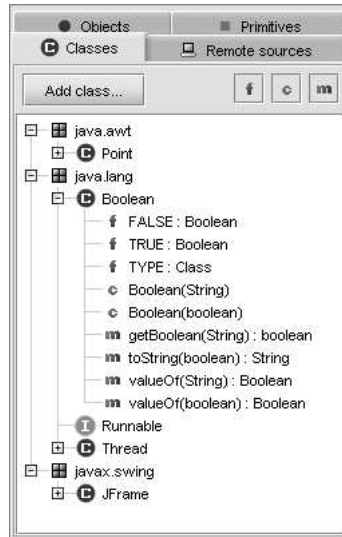 Objects Primitives
Classes Remote sources
Add class... f c m
java.awt
C Point
java.lang
C Boolean
f FALSE : Boolean
f TRUE : Boolean
f TYPE : Class
c Boolean(String)
c Boolean(boolean)
m getBoolean(String) : boolean
m toString(boolean) : String
m valueOf(String) : Boolean
m valueOf(boolean) : Boolean
I Runnable
C Thread
javax.swing
C JFrame